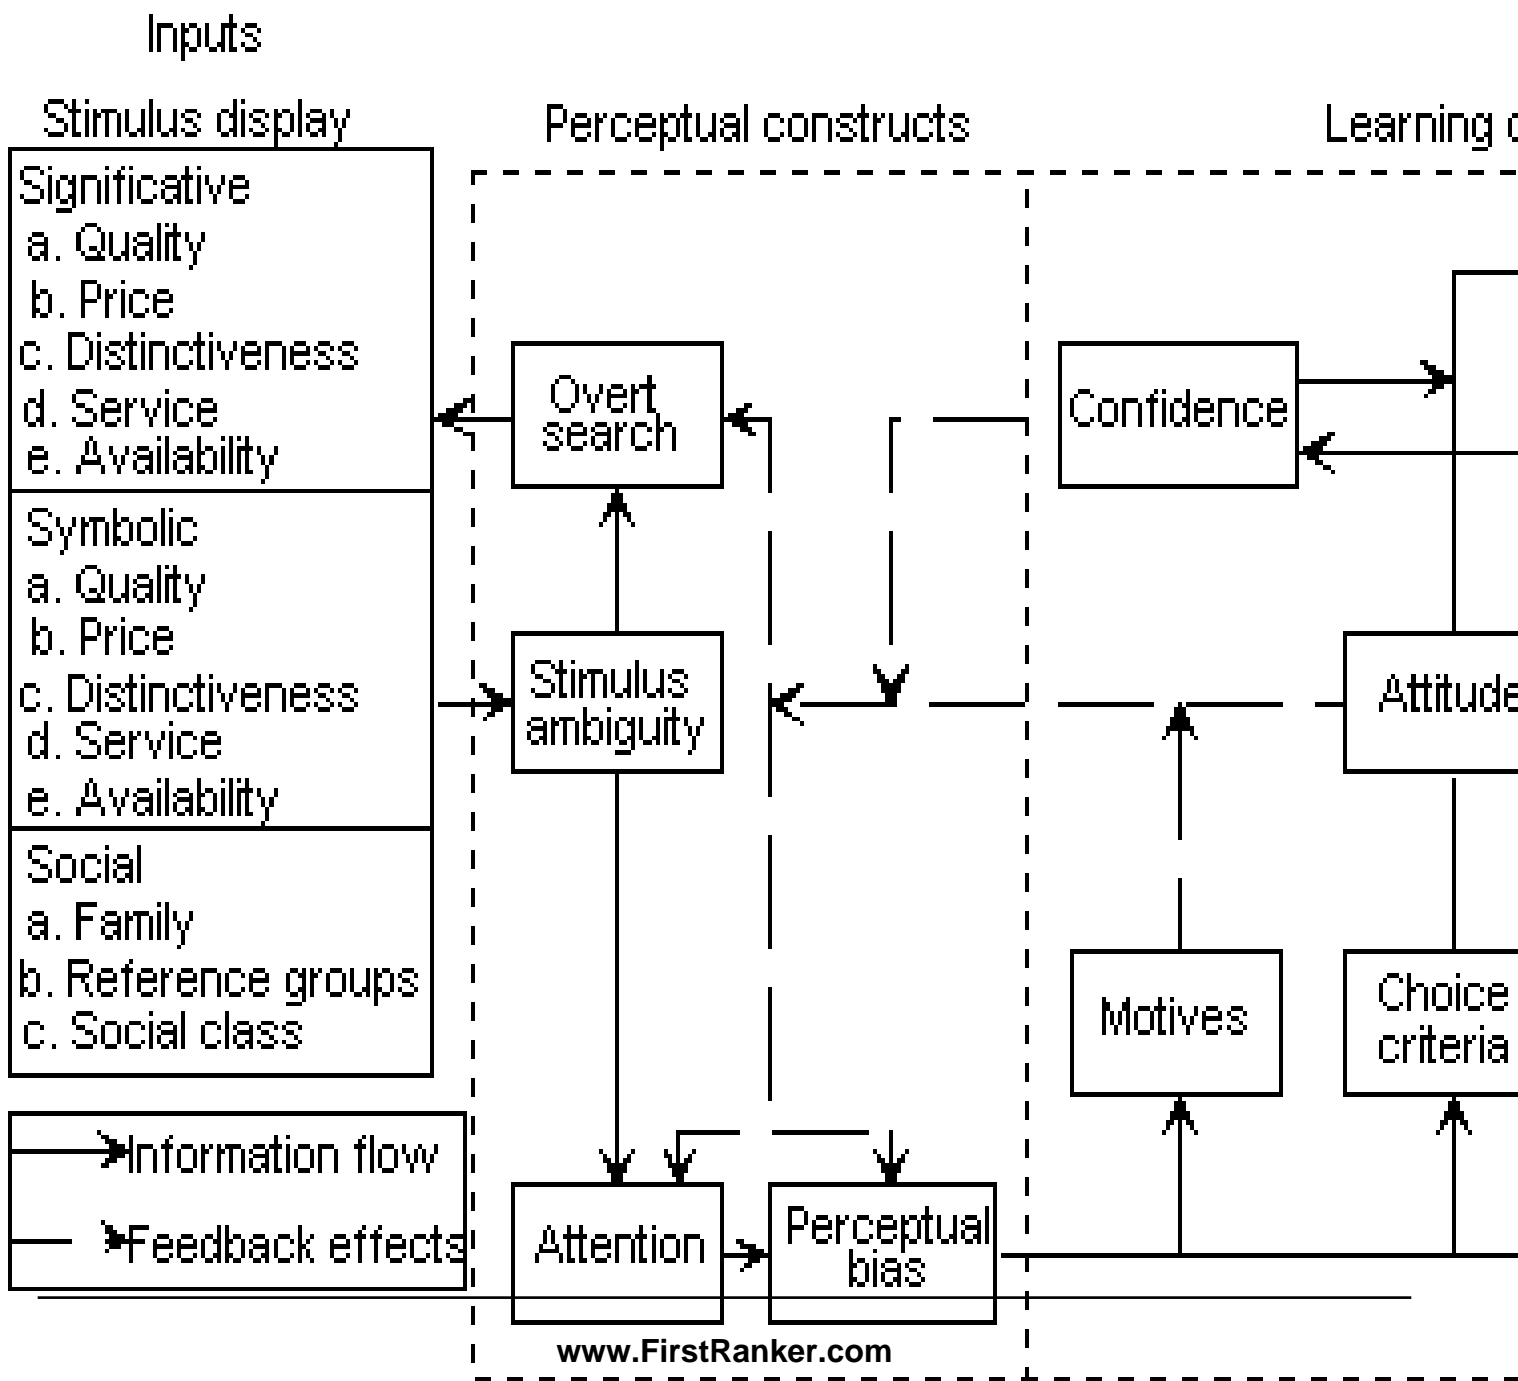 Inputs
Stimulus display
Significative
a. Quality
b. Price
c. Distinctiveness
d. Service
e. Availability
Symbolic
a. Quality
b. Price
c. Distinctiveness
d. Service
e. Availability
Social
a. Family
b. Reference groups
c. Social class
Information flow
Feedback effects
Perceptual constructs
Overt
search
Stimulus
ambiguity
Attention
Perceptual
bias
Learning
Confidence
Attitude
Motives
Choice
criteria
www.FirstRanker.com